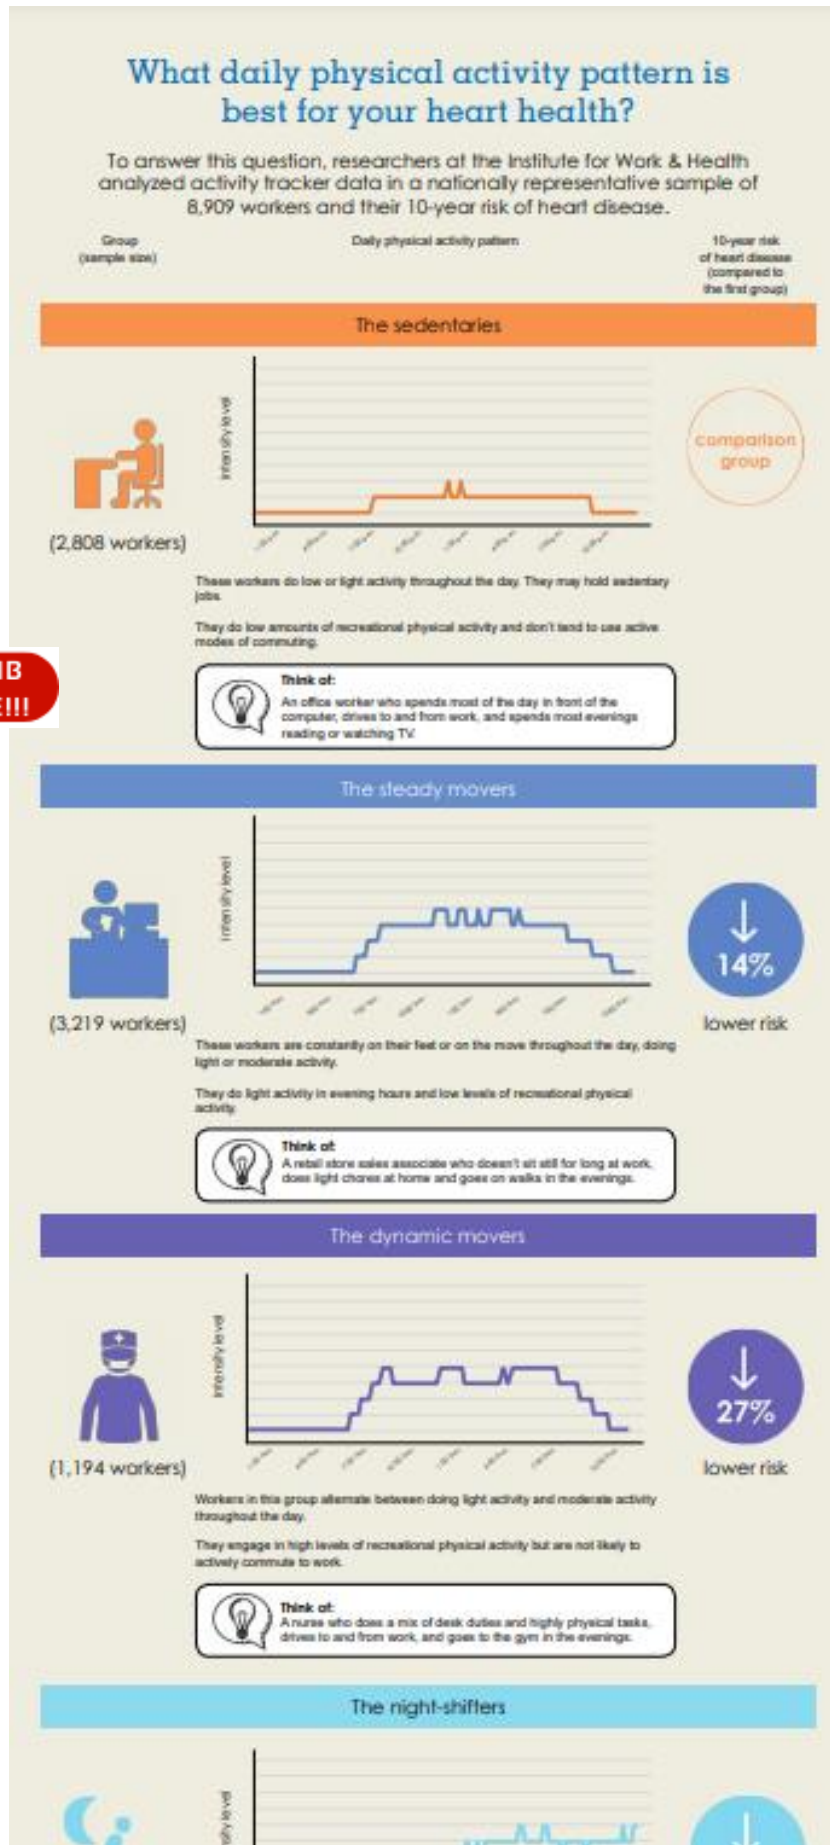 What daily physical activity pattern is
best for your heart health?
To answer this question, researchers at the Institute for Work & Health
analyzed activity tracker data in a nationally representative sample of
8,909 workers and their 10-year risk of heart disease.
Group
(sample size)
Daily physical activity pattern
10-year risk
of heart disease
(compared to
the first group)
The sedentaries
Intensity level
comparison
group
(2,808 workers)
These workers do low or light activity throughout the day. They may hold sedentary
jobs.
They do low amounts of recreational physical activity and don't tend to use active
modes of commuting.
!!!
Think of:
An office worker who spends most of the day in front of the
computer, drives to and from work, and spends most evenings
reading or watching TV.
The steady movers
Intensity level
14%
(3,219 workers)
lower risk
These workers are constantly on their feet or on the move throughout the day, doing
light or moderate activity.
They do light activity in evening hours and low levels of recreational physical
activity.
Think of:
A retail store sales associate who doesn't sit still for long at work,
does light chores at home and goes on walks in the evenings.
The dynamic movers
Intensity level
27%
(1,194 workers)
lower risk
Workers in this group alternate between doing light activity and moderate activity
throughout the day.
They engage in high levels of recreational physical activity but are not likely to
actively commute to work.
Think of:
A nurse who does a mix of desk duties and highly physical tasks,
drives to and from work, and goes to the gym in the evenings.
The night-shifters
level